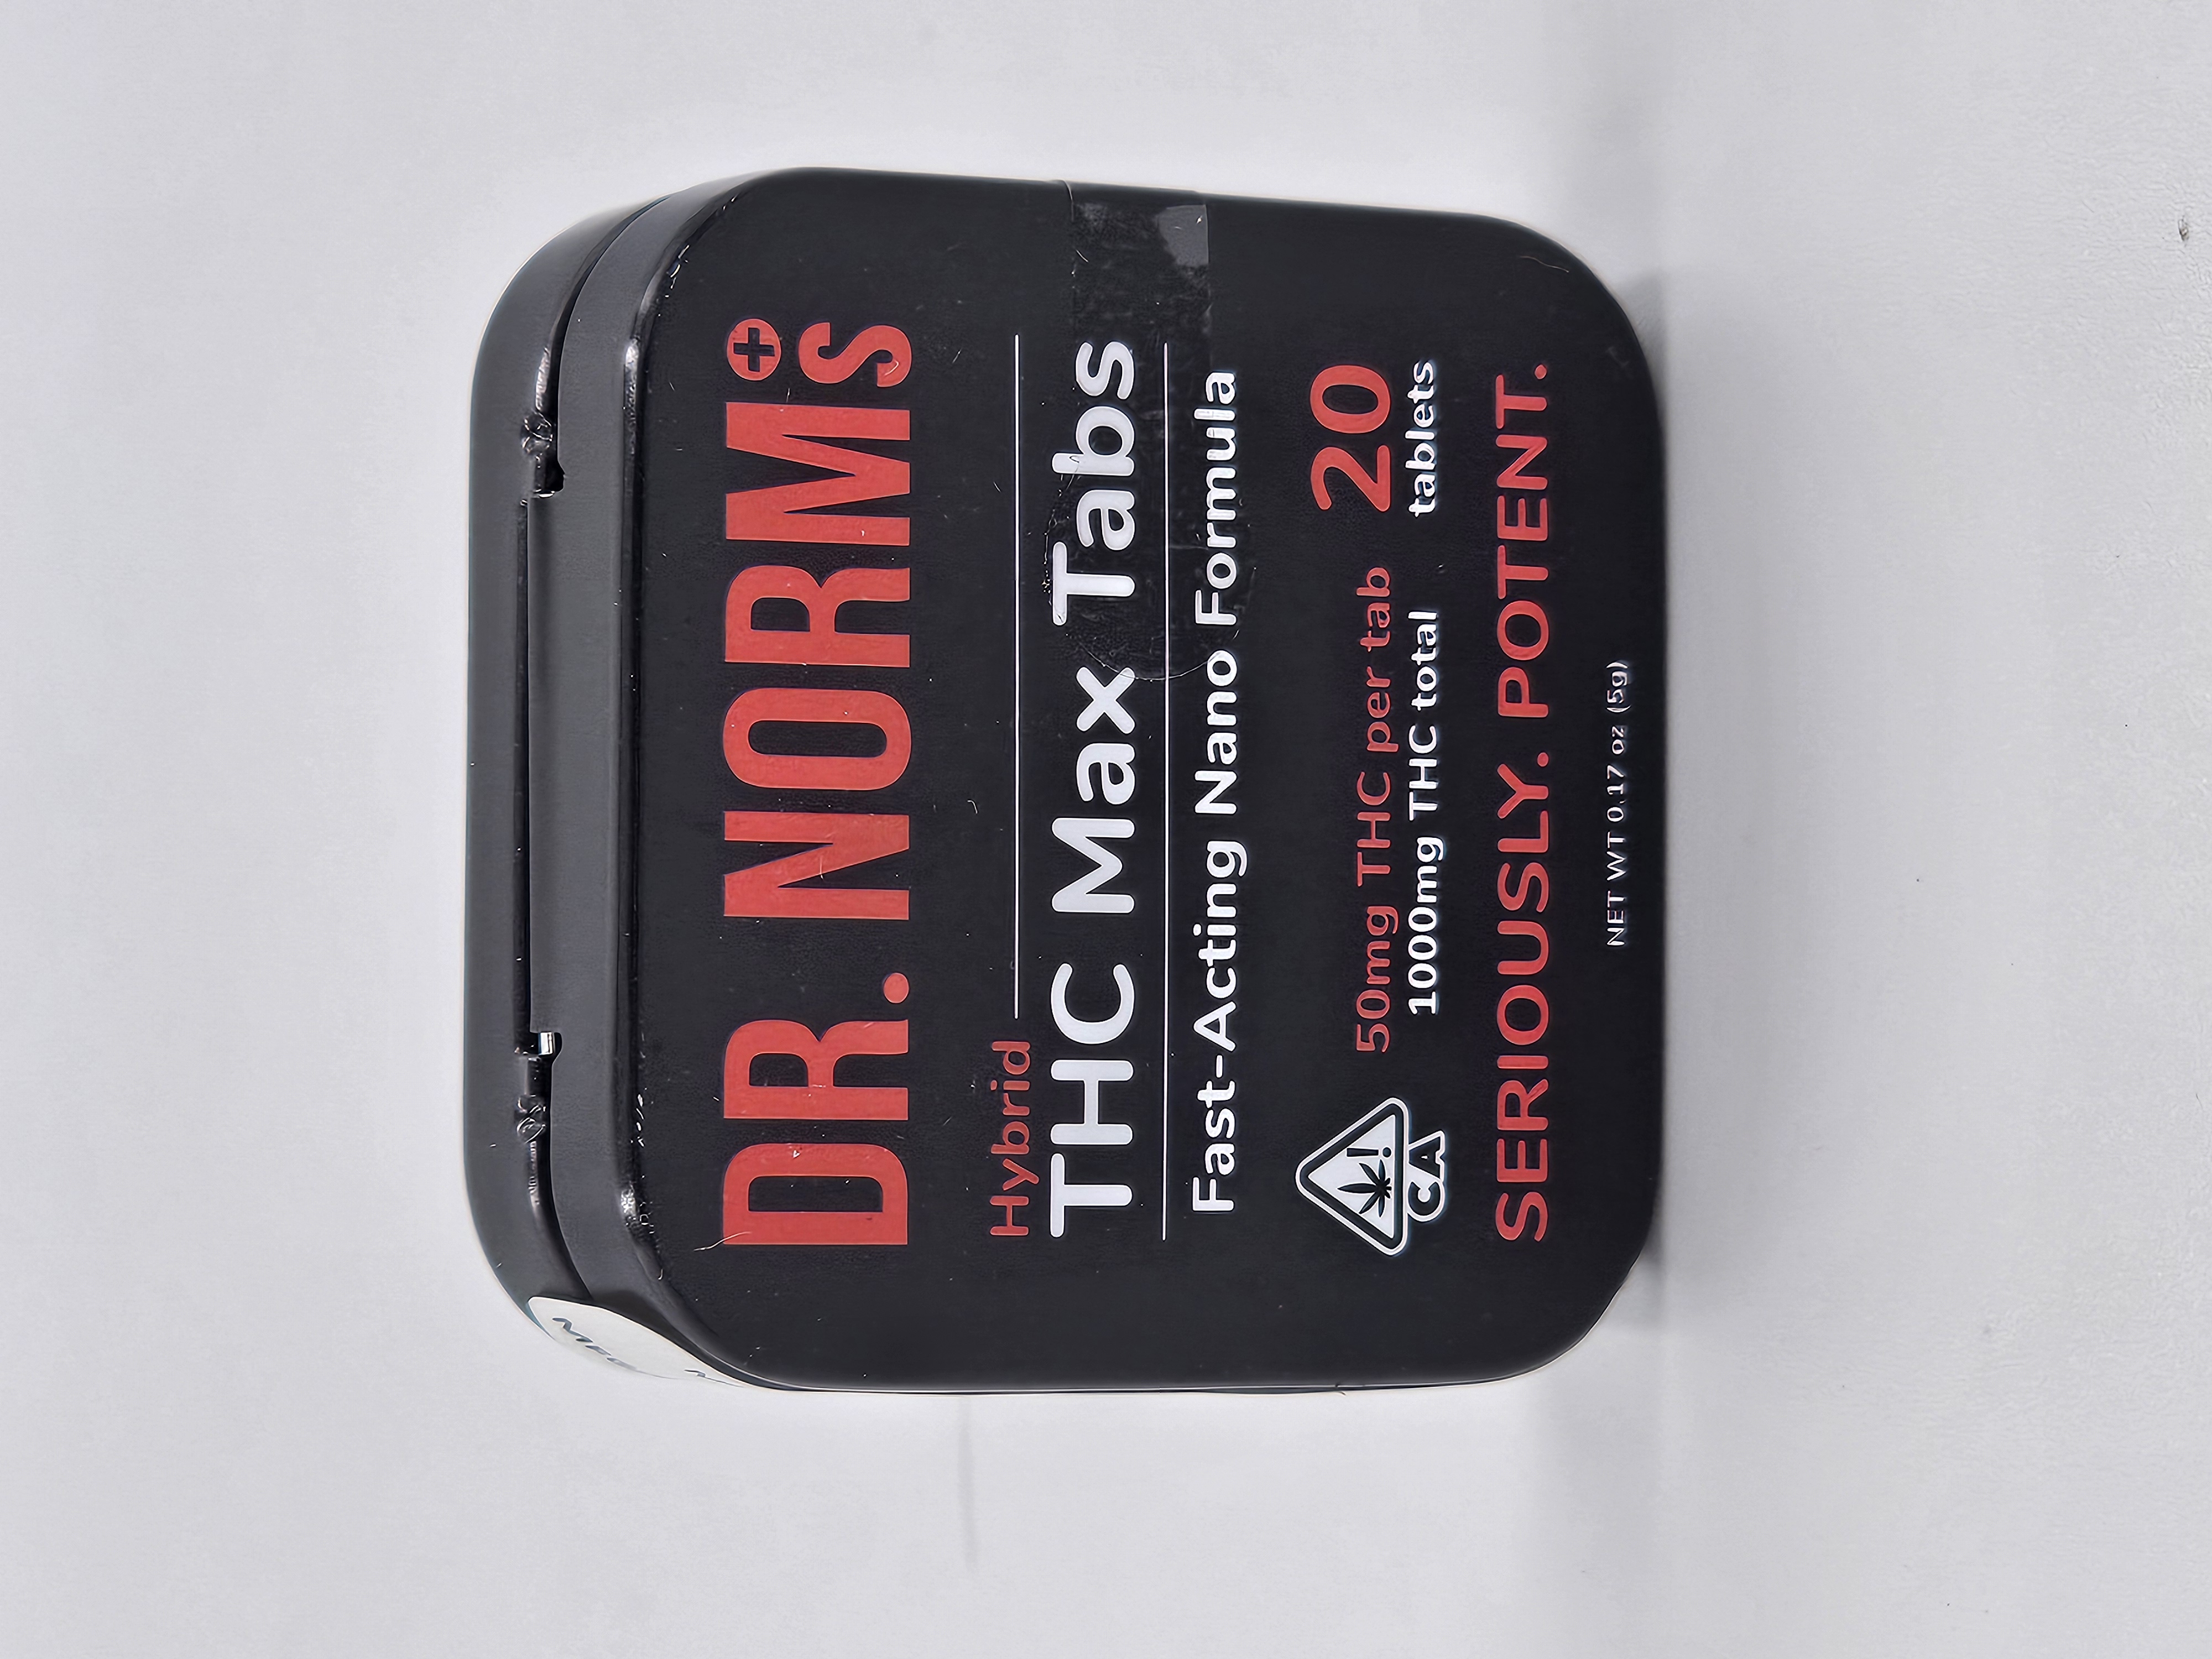 DR. NORM's
Hybrid
THC Max Tabs
Fast-Acting Nano Formula
50mg THC per tab
1000mg THC total
20
tablets
CA
SERIOUSLY. POTENT.
NET WT 0.17 oz (5g)